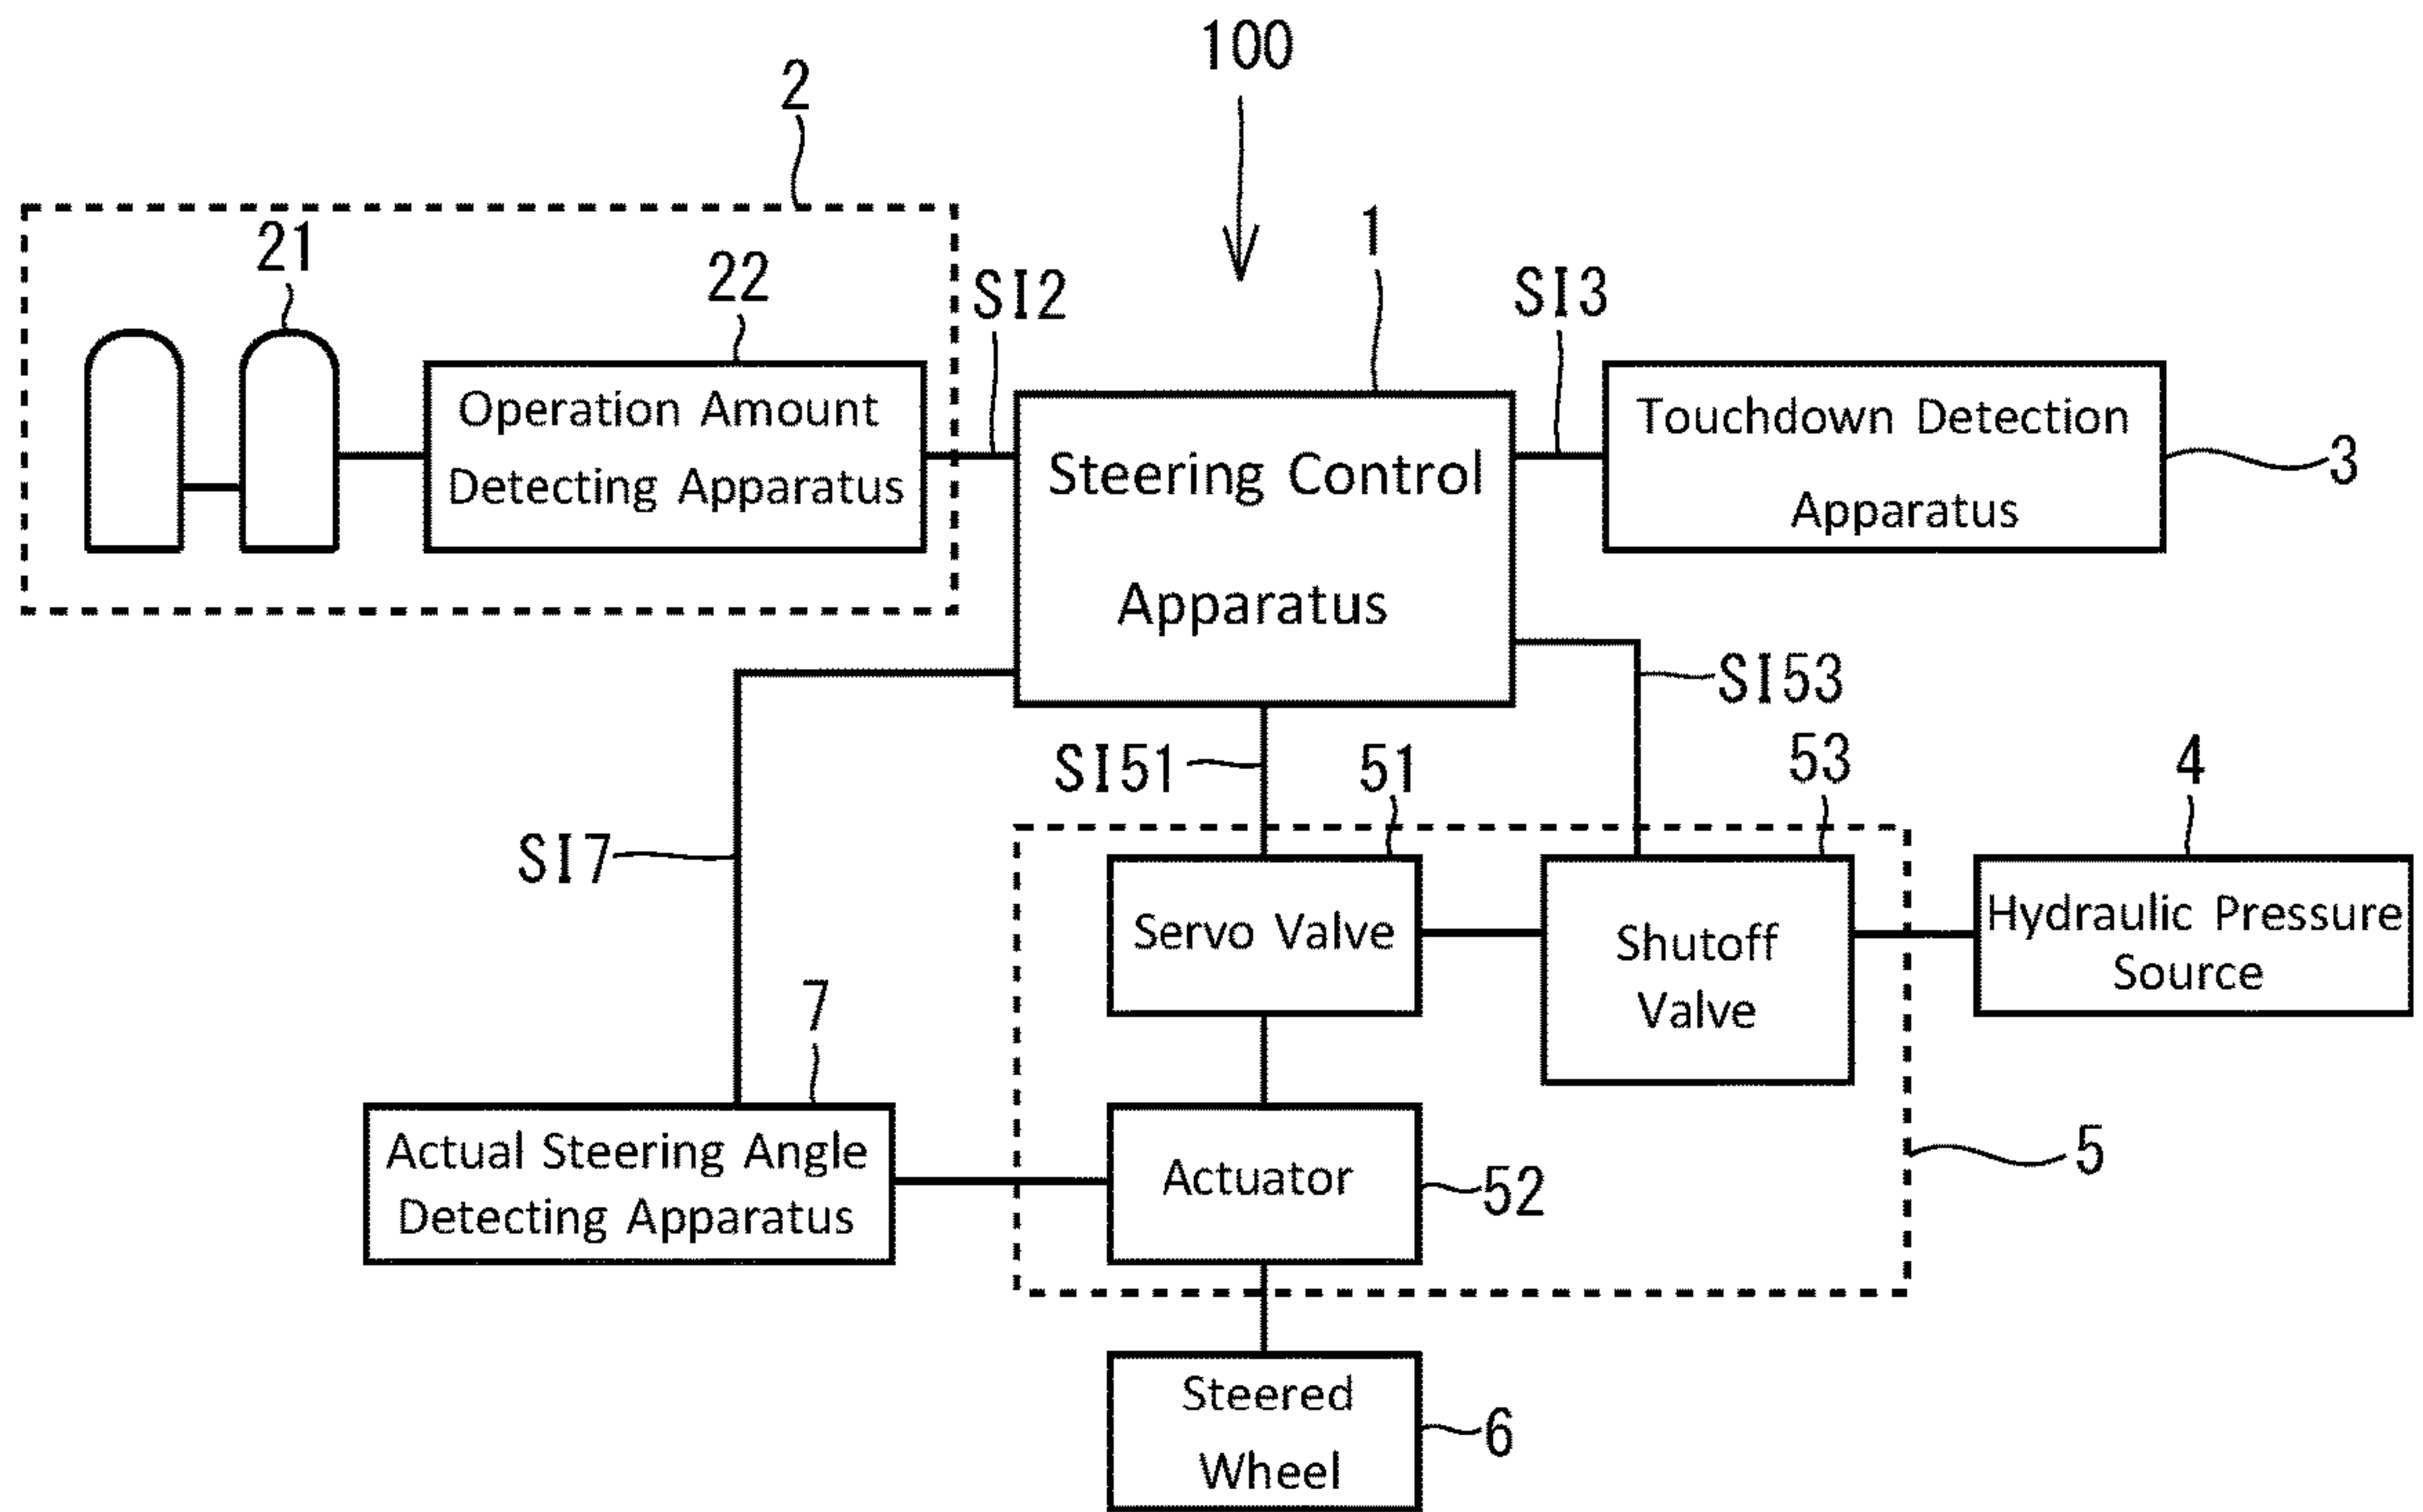 100
2
21
22
SI2
1
SI3
Operation Amount
Detecting Apparatus
Steering Control
Apparatus
Touchdown Detection
Apparatus
3
SI53
SI51
51
53
4
SI7
Servo Valve
Shutoff
Valve
Hydraulic Pressure
Source
7
Actual Steering Angle
Detecting Apparatus
Actuator
52
5
Steered
Wheel
6